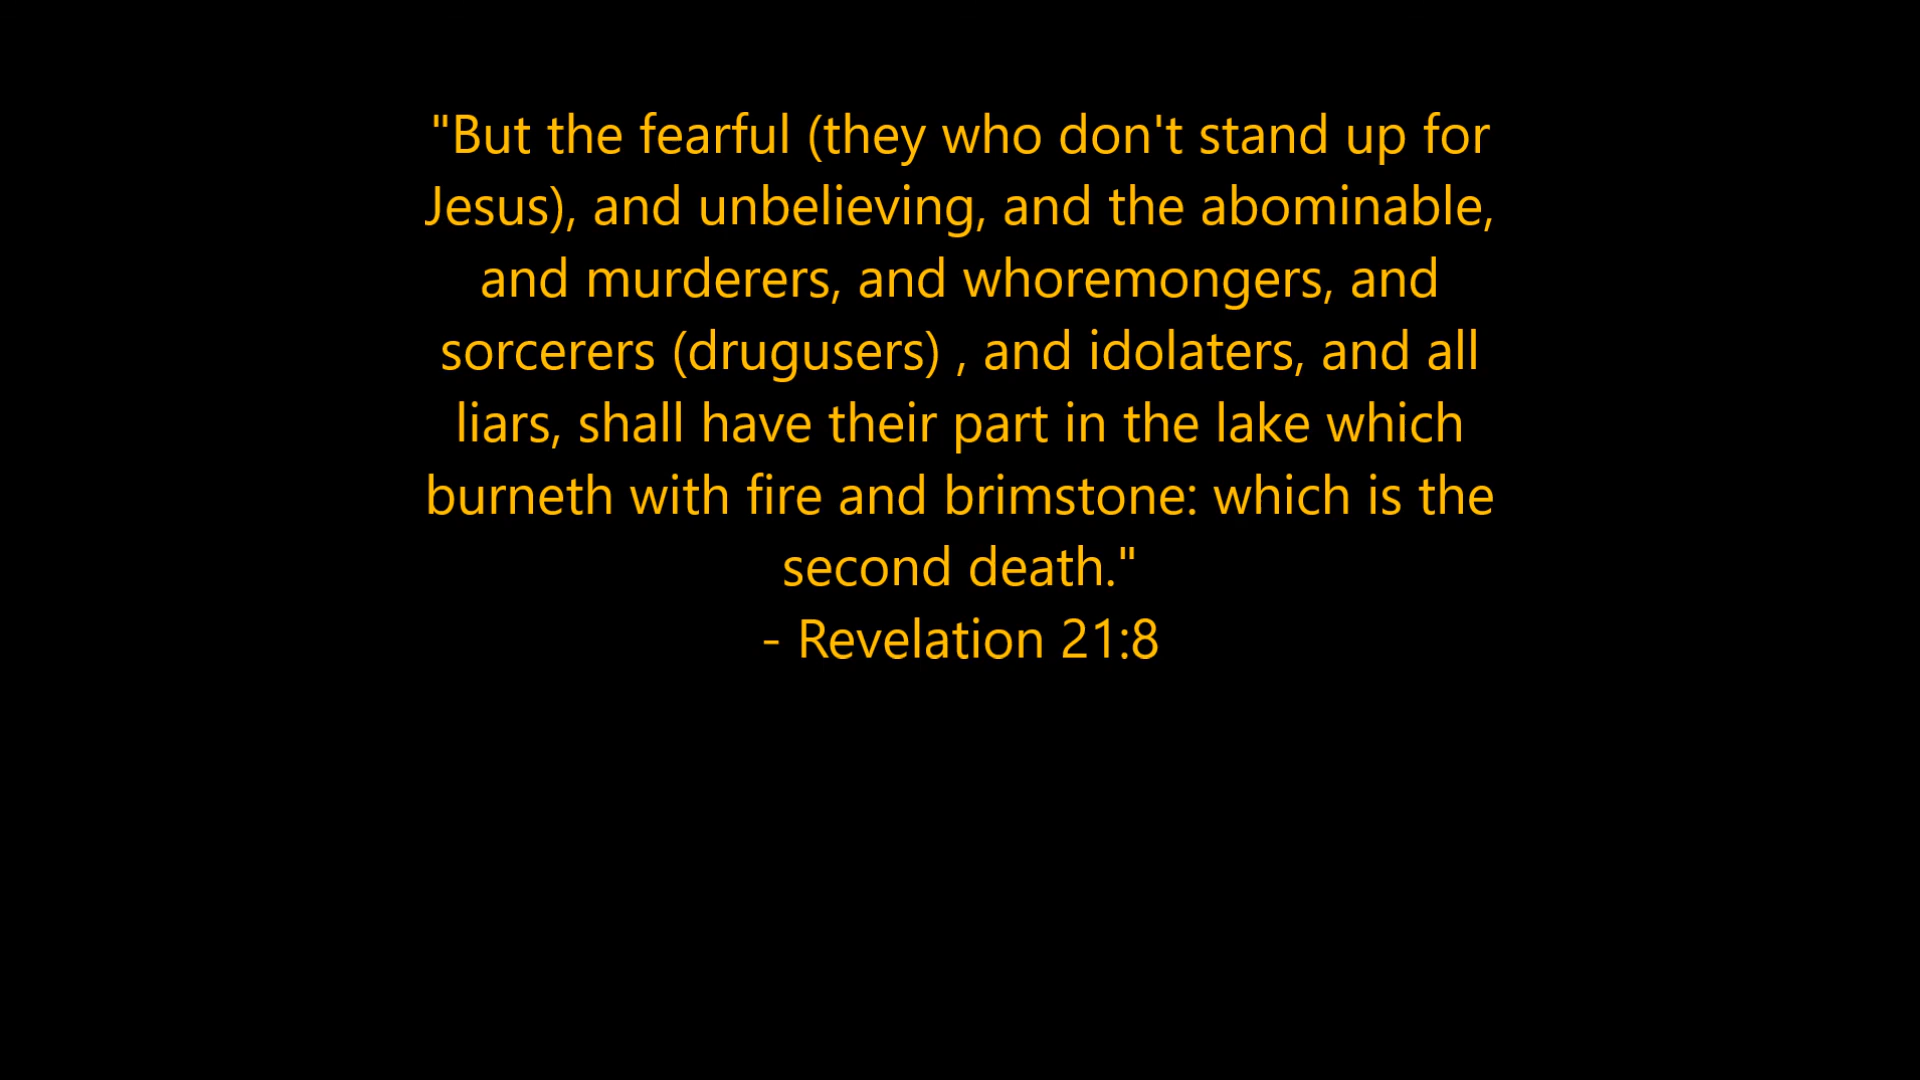 "But the fearful (they who don't stand up for
Jesus), and unbelieving, and the abominable,
and murderers, and whoremongers, and
sorcerers (drugusers) , and idolaters, and all
liars, shall have their part in the lake which
burneth with fire and brimstone: which is the
second death."
- Revelation 21:8